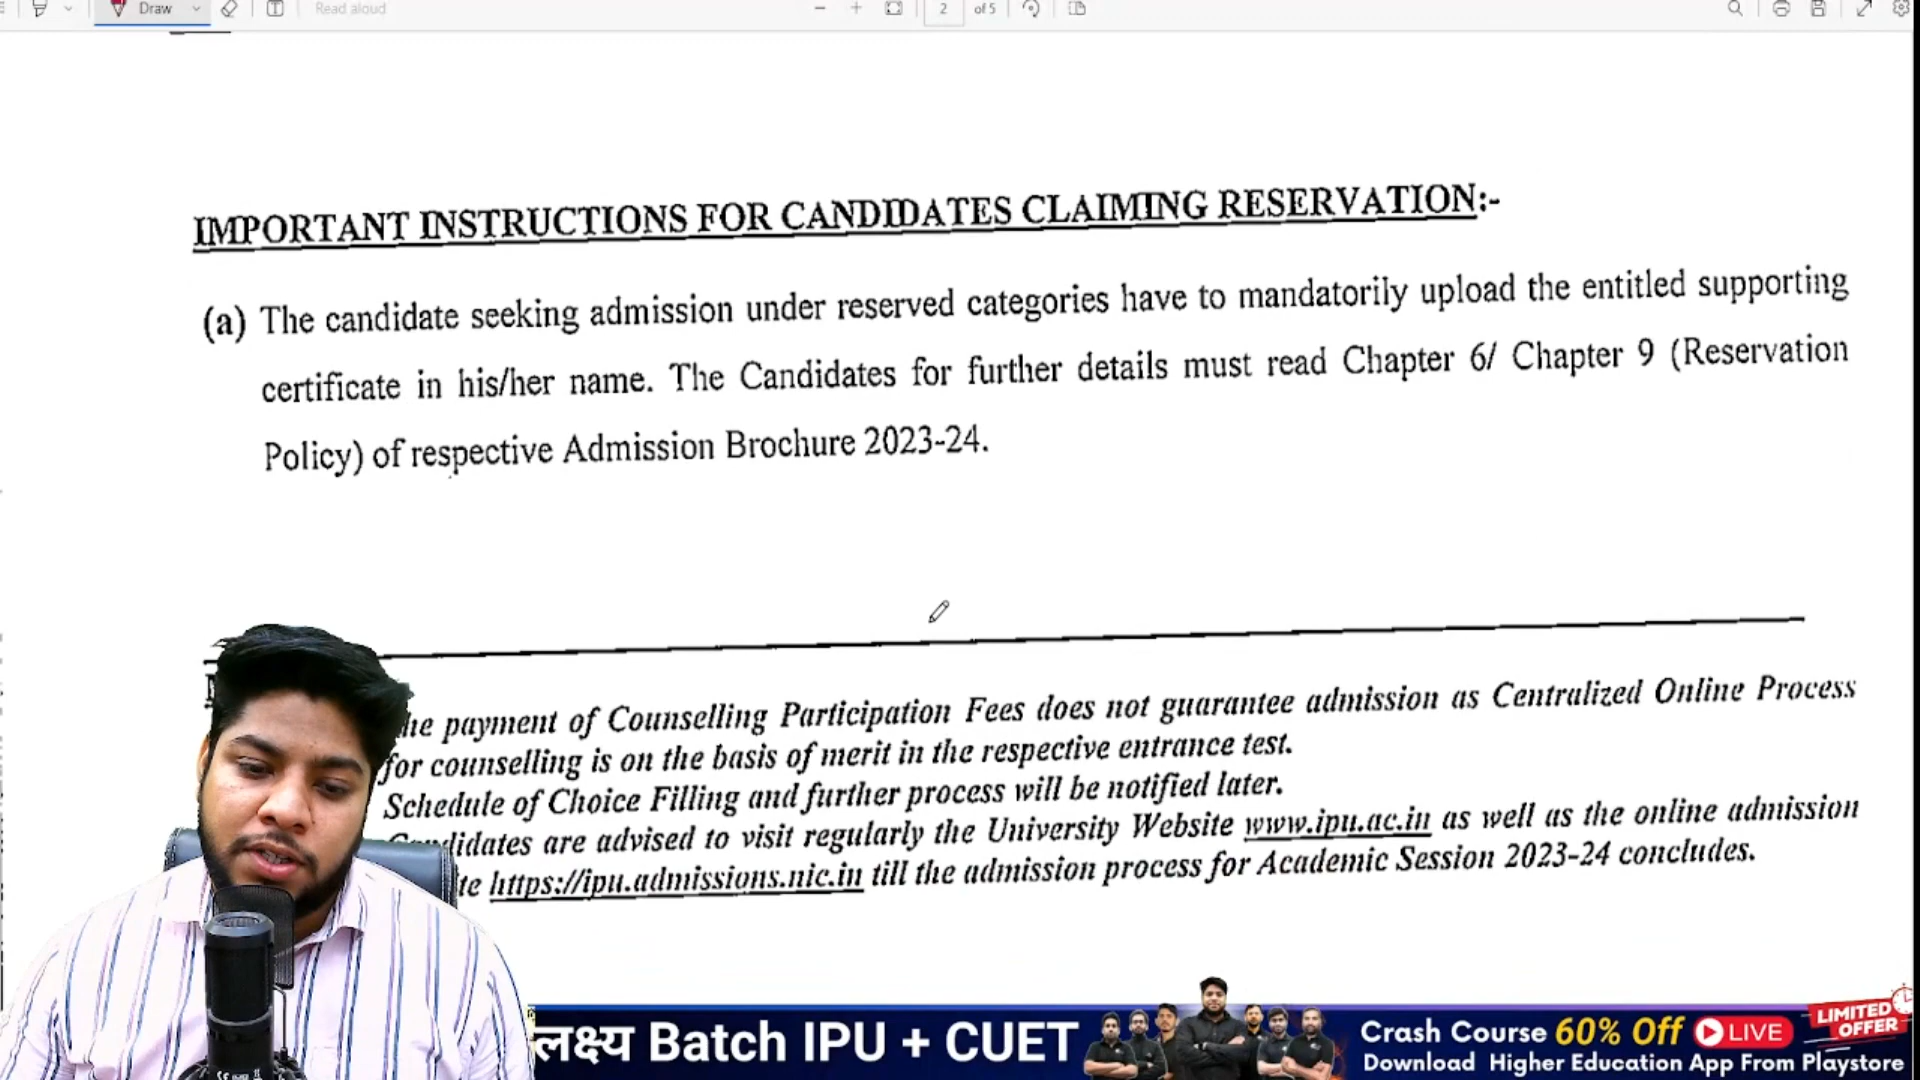 Draw
Read aloud
2 of 5
IMPORTANT INSTRUCTIONS FOR CANDIDATES CLAIMING RESERVATION:-
(a) The candidate seeking admission under reserved categories have to mandatorily upload the entitled supporting
certificate in his/her name. The Candidates for further details must read Chapter 6/ Chapter 9 (Reservation
Policy) of respective Admission Brochure 2023-24.
he payment of Counselling Participation Fees does not guarantee admission as Centralized Online Process
for counselling is on the basis of merit in the respective entrance test.
Schedule of Choice Filling and further process will be notified later.
Candidates are advised to visit regularly the University Website www.ipu.ac.in as well as the online admission
te https://ipu.admissions.nic.in till the admission process for Academic Session 2023-24 concludes.
लक्ष्य Batch IPU + CUET
Crash Course 60% Off LIVE
Download Higher Education App From Playstore
LIMITED
OFFER